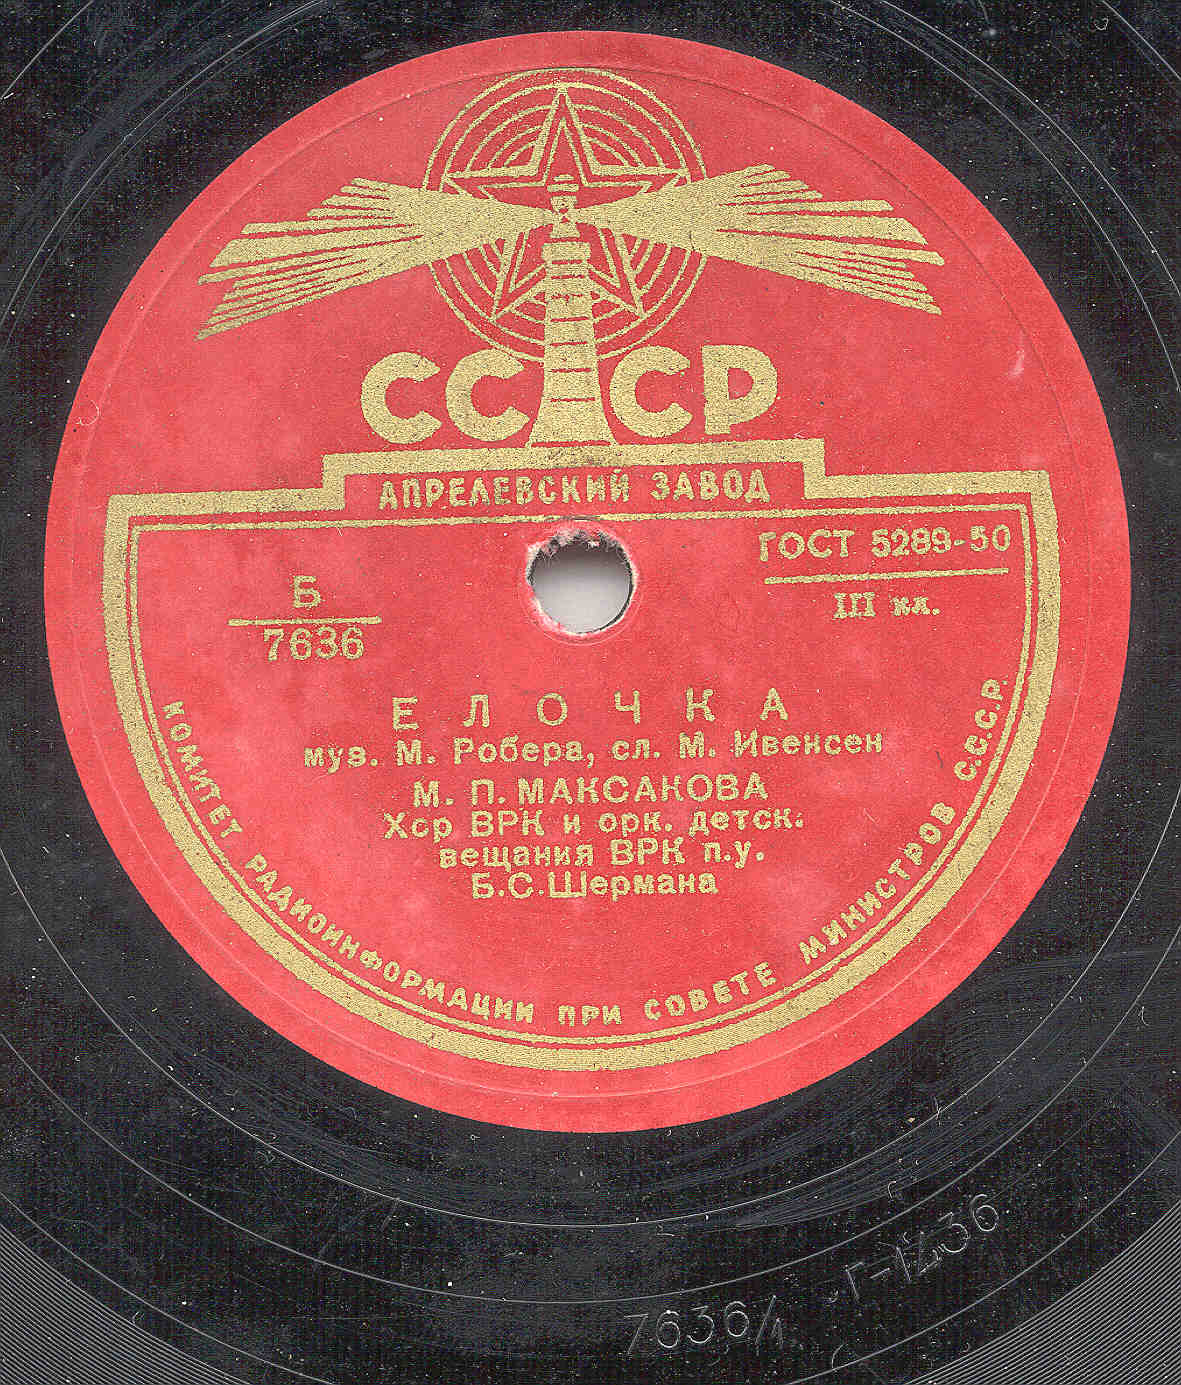 СССР
АПРЕЛЕВСКИЙ ЗАВОД
ГОСТ 5289-50
III кл.
Б
7636
ЕЛОЧКА
муз. М. Робера, сл. М. Ивенсен
М. П. МАКСАКОВА
Хор ВРК и орк. детск.
вещания ВРК п.у.
Б.С.Шермана
КОМИТЕТ РАДИОИНФОРМАЦИИ ПРИ СОВЕТЕ МИНИСТРОВ С.С.С.Р.
Г-1436
7636/1